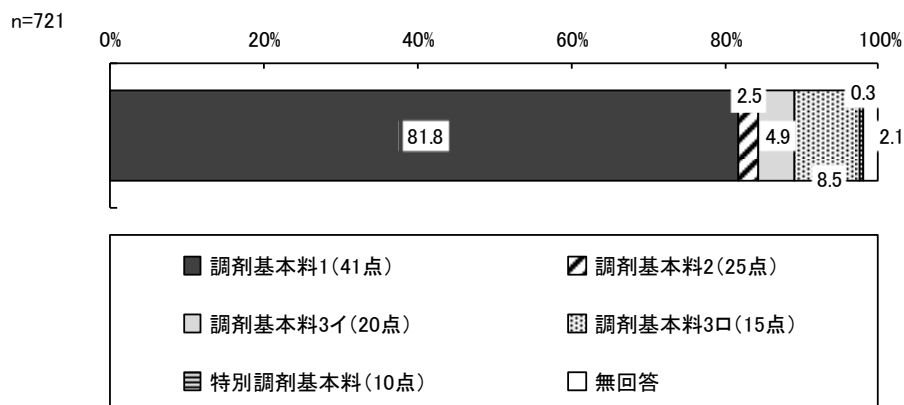 n=721
0% 20% 40% 60% 80% 100%
2.5 0.3
81.8 4.9 2.1
8.5
調剤基本料1(41点) 調剤基本料2(25点)
調剤基本料3イ(20点) 調剤基本料3ロ(15点)
特別調剤基本料(10点) 無回答